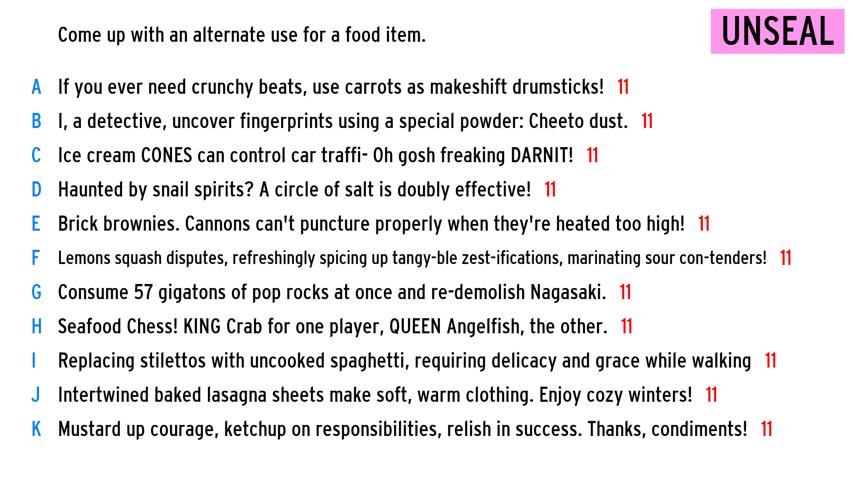 Come up with an alternate use for a food item.
UNSEAL
A If you ever need crunchy beats, use carrots as makeshift drumsticks! 11
B I, a detective, uncover fingerprints using a special powder: Cheeto dust. 11
C Ice cream CONES can control car traffi- Oh gosh freaking DARNIT! 11
D Haunted by snail spirits? A circle of salt is doubly effective! 11
E Brick brownies. Cannons can't puncture properly when they're heated too high! 11
F Lemons squash disputes, refreshingly spicing up tangy-ble zest-ifications, marinating sour con-tenders! 11
G Consume 57 gigatons of pop rocks at once and re-demolish Nagasaki. 11
H Seafood Chess! KING Crab for one player, QUEEN Angelfish, the other. 11
I Replacing stilettos with uncooked spaghetti, requiring delicacy and grace while walking 11
J Intertwined baked lasagna sheets make soft, warm clothing. Enjoy cozy winters! 11
K Mustard up courage, ketchup on responsibilities, relish in success. Thanks, condiments! 11